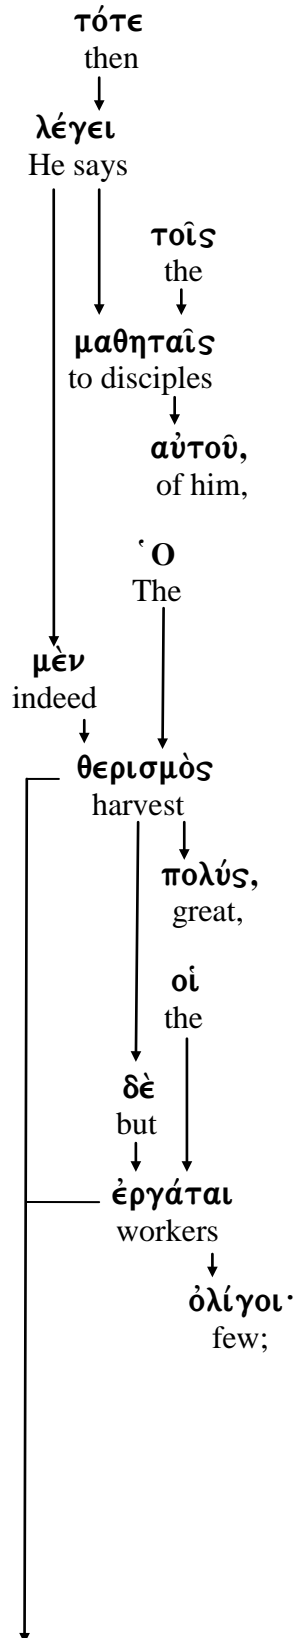 τότε
then
λέγει
He says
τοῖς
the
μαθηταῖς
to disciples
αὐτοῦ,
of him,
Ὁ
The
μὲν
indeed
θερισμὸς
harvest
πολύς,
great,
οἱ
the
δὲ
but
ἐργάται
workers
ὀλίγοι·
few;